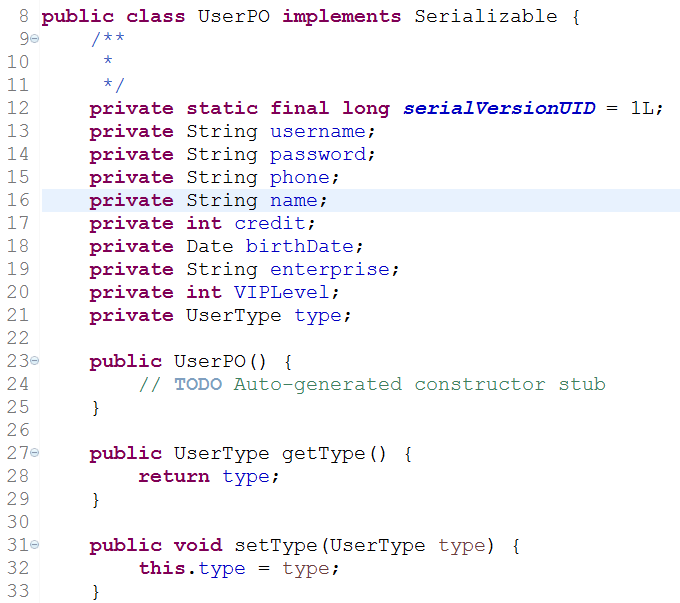 8 public class UserPO implements Serializable {
9 /**
10 *
11 */
12 private static final long serialVersionUID = 1L;
13 private String username;
14 private String password;
15 private String phone;
16 private String name;
17 private int credit;
18 private Date birthDate;
19 private String enterprise;
20 private int VIPLevel;
21 private UserType type;
22
23 public UserPO() {
24 // TODO Auto-generated constructor stub
25 }
26
27 public UserType getType() {
28 return type;
29 }
30
31 public void setType(UserType type) {
32 this.type = type;
33 }